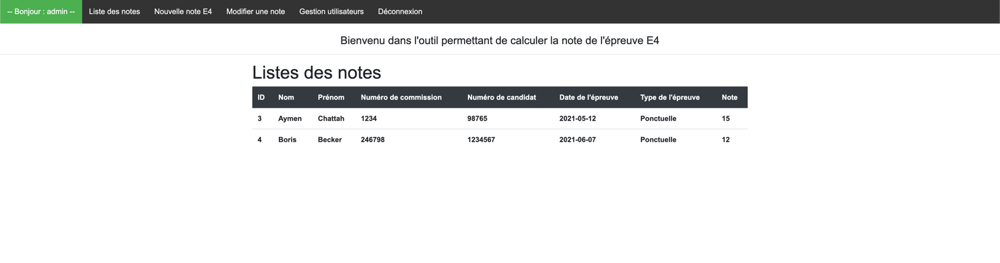 -- Bonjour : admin -- Liste des notes Nouvelle note E4 Modifier une note Gestion utilisateurs Déconnexion
Bienvenu dans l'outil permettant de calculer la note de l'épreuve E4
Listes des notes
ID Nom Prénom Numéro de commission Numéro de candidat Date de l'épreuve Type de l'épreuve Note
3 Aymen Chattah 1234 98765 2021-05-12 Ponctuelle 15
4 Boris Becker 246798 1234567 2021-06-07 Ponctuelle 12